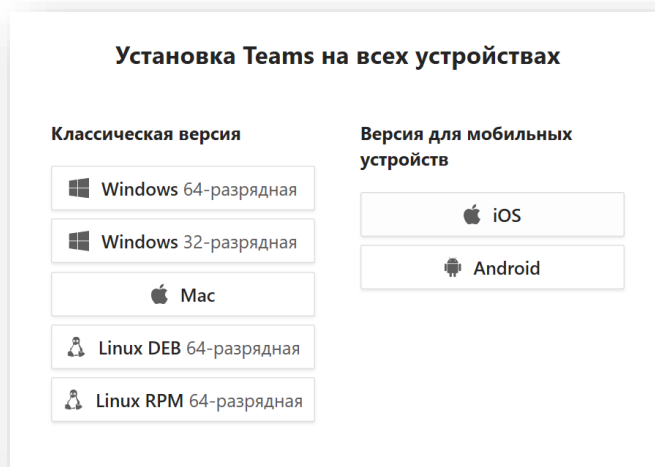 Установка Teams на всех устройствах
Классическая версия
Windows 64-разрядная
Windows 32-разрядная
Mac
Linux DEB 64-разрядная
Linux RPM 64-разрядная
Версия для мобильных
устройств
iOS
Android